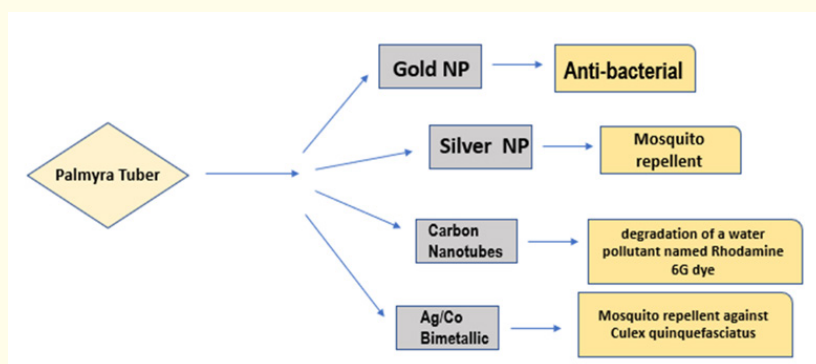 Palmyra Tuber
Gold NP
Anti-bacterial
Silver NP
Mosquito
repellent
Carbon
Nanotubes
degradation of a water
pollutant named Rhodamine
6G dye
Ag/Co
Bimetallic
Mosquito repellent against
Culex quinquefasciatus